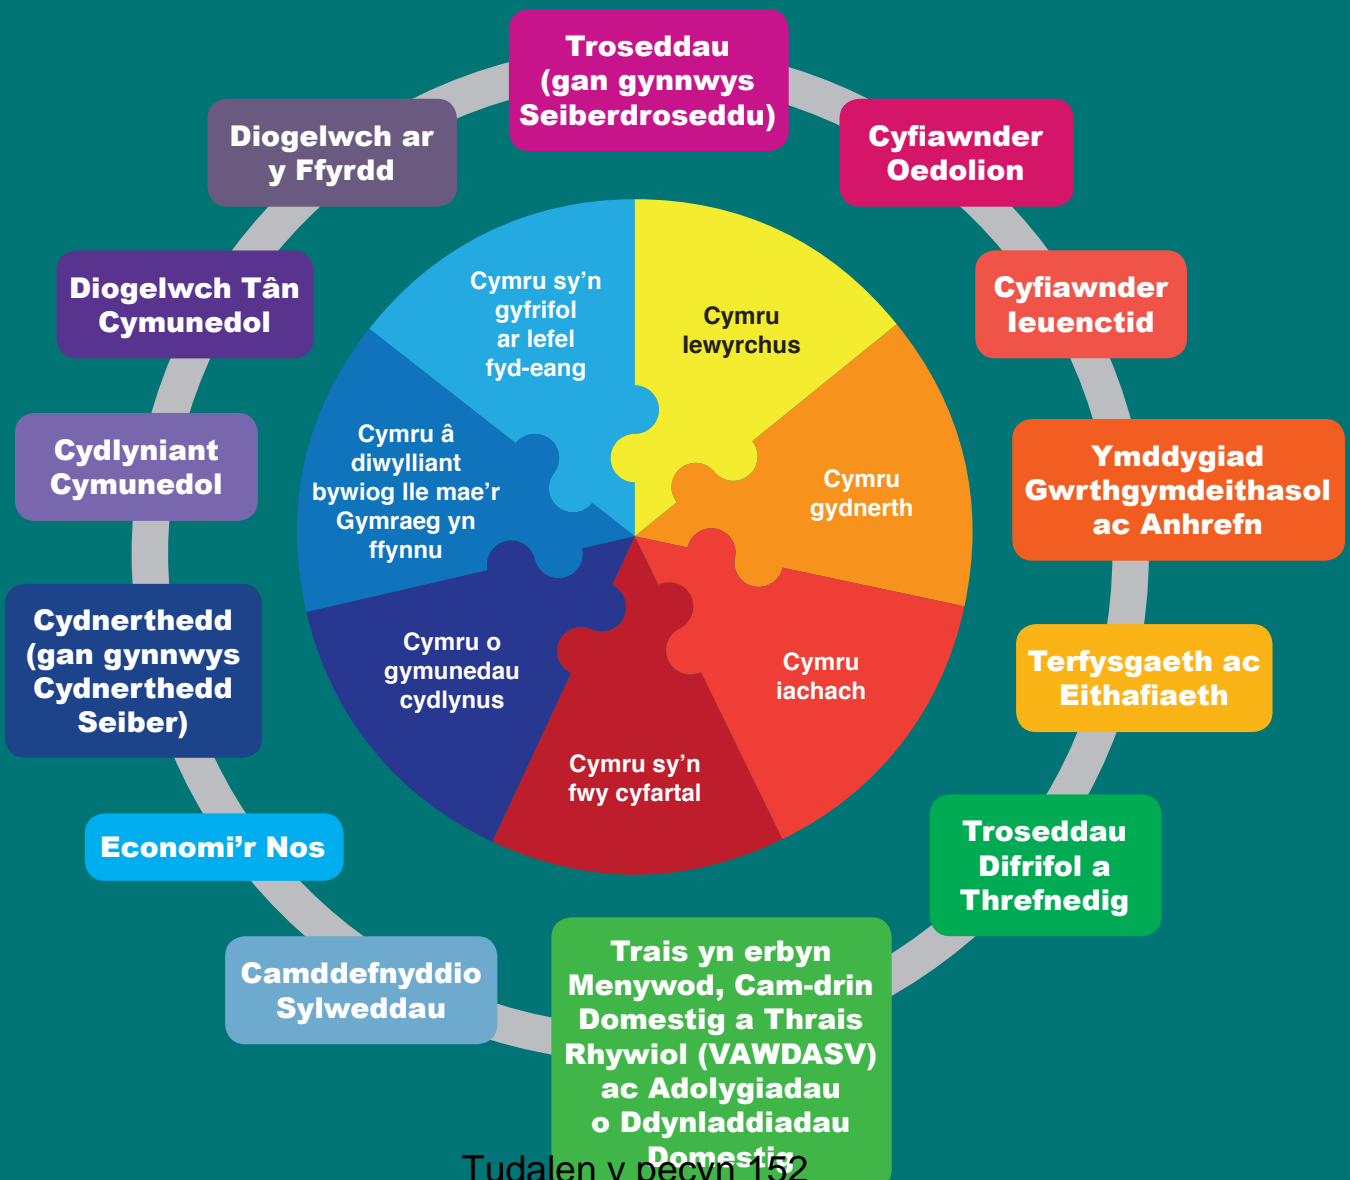 Troseddau
(gan gynnwys
Seiberdroseddu)
Cyfiawnder
Oedolion
Cyfiawnder
Ieuenctid
Ymddygiad
Gwrthgymdeithasol
ac Anhrefn
Terfysgaeth ac
Eithafiaeth
Troseddau
Difrifol a
Threfnedig
Trais yn erbyn
Menywod, Cam-drin
Domestig a Thrais
Rhywiol (VAWDASV)
ac Adolygiadau
o Ddynladdiadau
Domestig
Camddefnyddio
Sylweddau
Economi’r Nos
Cydnerthedd
(gan gynnwys
Cydnerthedd
Seiber)
Cydlyniant
Cymunedol
Diogelwch Tân
Cymunedol
Diogelwch ar
y Ffyrdd
Cymru
lewyrchus
Cymru
gydnerth
Cymru
iachach
Cymru sy’n
fwy cyfartal
Cymru o
gymunedau
cydlynus
Cymru â
diwylliant
bywiog lle mae’r
Gymraeg yn
ffynnu
Cymru sy’n
gyfrifol
ar lefel
fyd-eang
Tudalen y pecyn 152